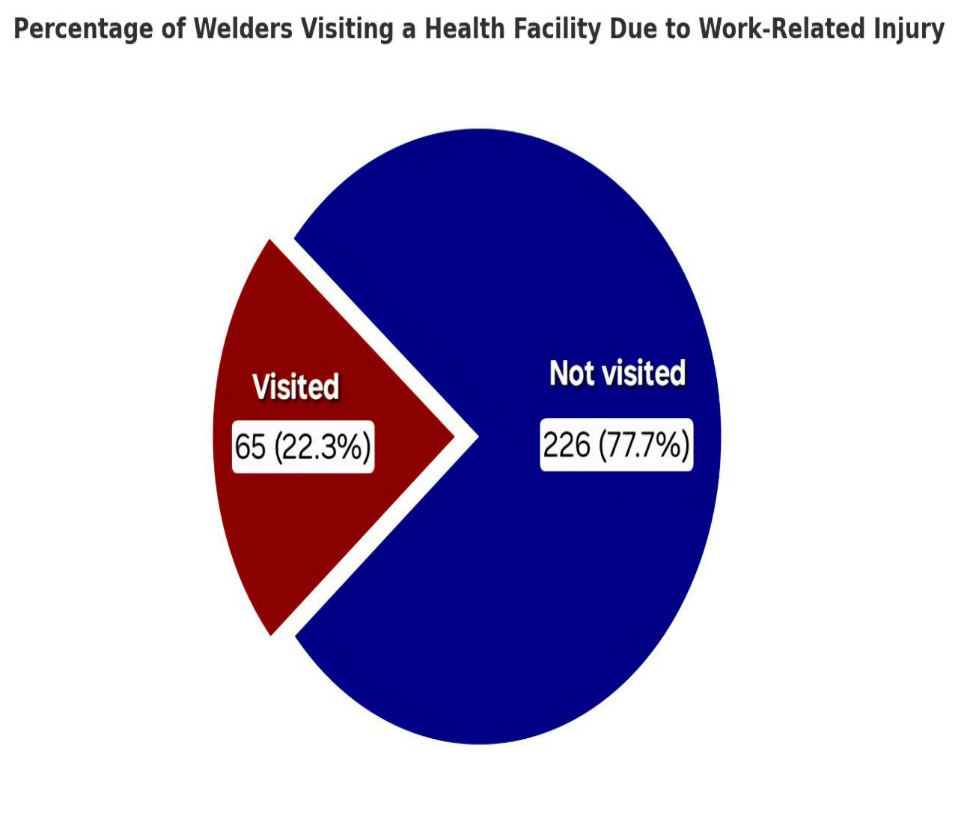 Percentage of Welders Visiting a Health Facility Due to Work-Related Injury
Visited
65 (22.3%)
Not visited
226 (77.7%)